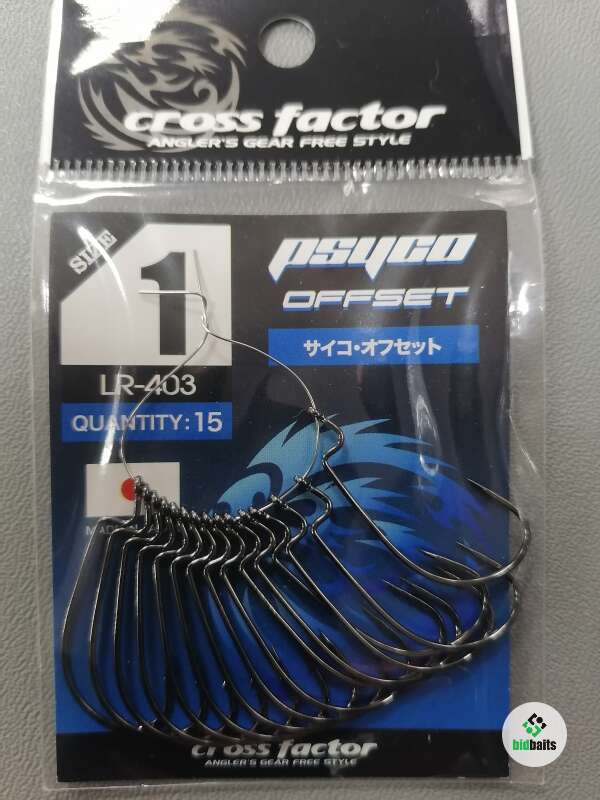 cross factor
ANGLER'S GEAR FREE STYLE
SIZE
1
PSYCO
OFFSET
サイコ・オフセット
LR-403
QUANTITY: 15
cross factor
ANGLER'S GEAR FREE STYLE
bidbaits